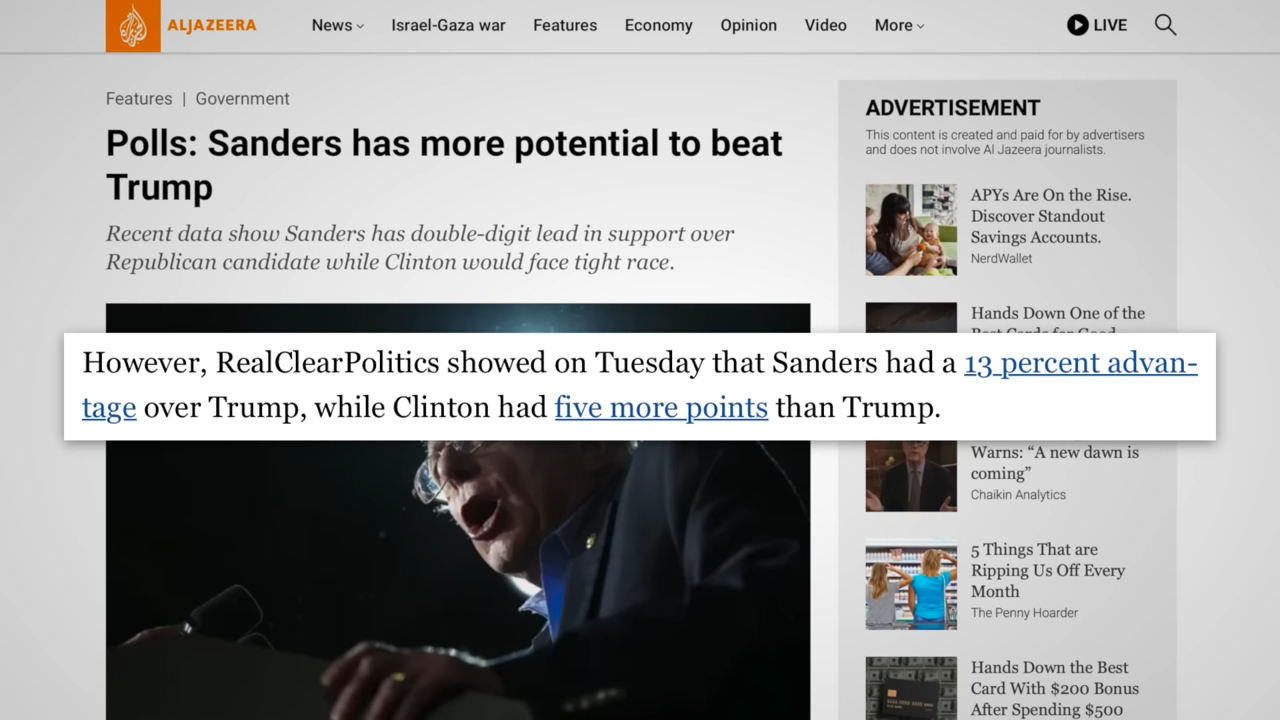 ALJAZEERA
News
Israel-Gaza war
Features
Economy
Opinion
Video
More
LIVE
Features | Government
Polls: Sanders has more potential to beat
Trump
Recent data show Sanders has double-digit lead in support over
Republican candidate while Clinton would face tight race.
However, RealClearPolitics showed on Tuesday that Sanders had a 13 percent advan-
tage over Trump, while Clinton had five more points than Trump.
ADVERTISEMENT
This content is created and paid for by advertisers
and does not involve Al Jazeera journalists.
APYs Are On the Rise.
Discover Standout
Savings Accounts.
NerdWallet
Hands Down One of the
Best Cards for Good
Warns: “A new dawn is
coming”
Chaikin Analytics
5 Things That are
Ripping Us Off Every
Month
The Penny Hoarder
Hands Down the Best
Card With $200 Bonus
After Spending $500